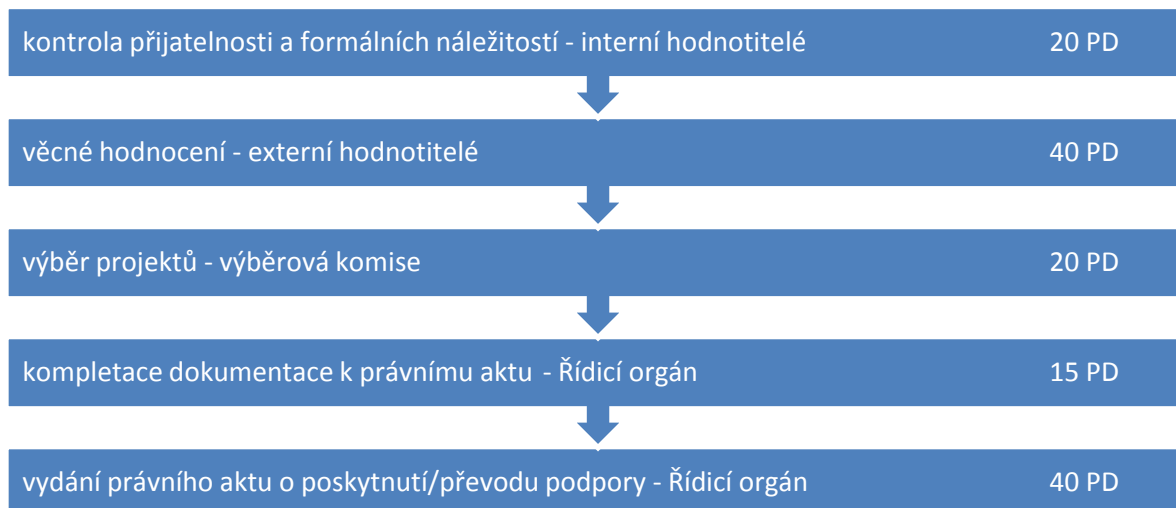 kontrola přijatelnosti a formálních náležitostí - interní hodnotitelé 20 PD
věcné hodnocení - externí hodnotitelé 40 PD
výběr projektů - výběrová komise 20 PD
kompletace dokumentace k právnímu aktu - Řídicí orgán 15 PD
vydání právního aktu o poskytnutí/převodu podpory - Řídicí orgán 40 PD